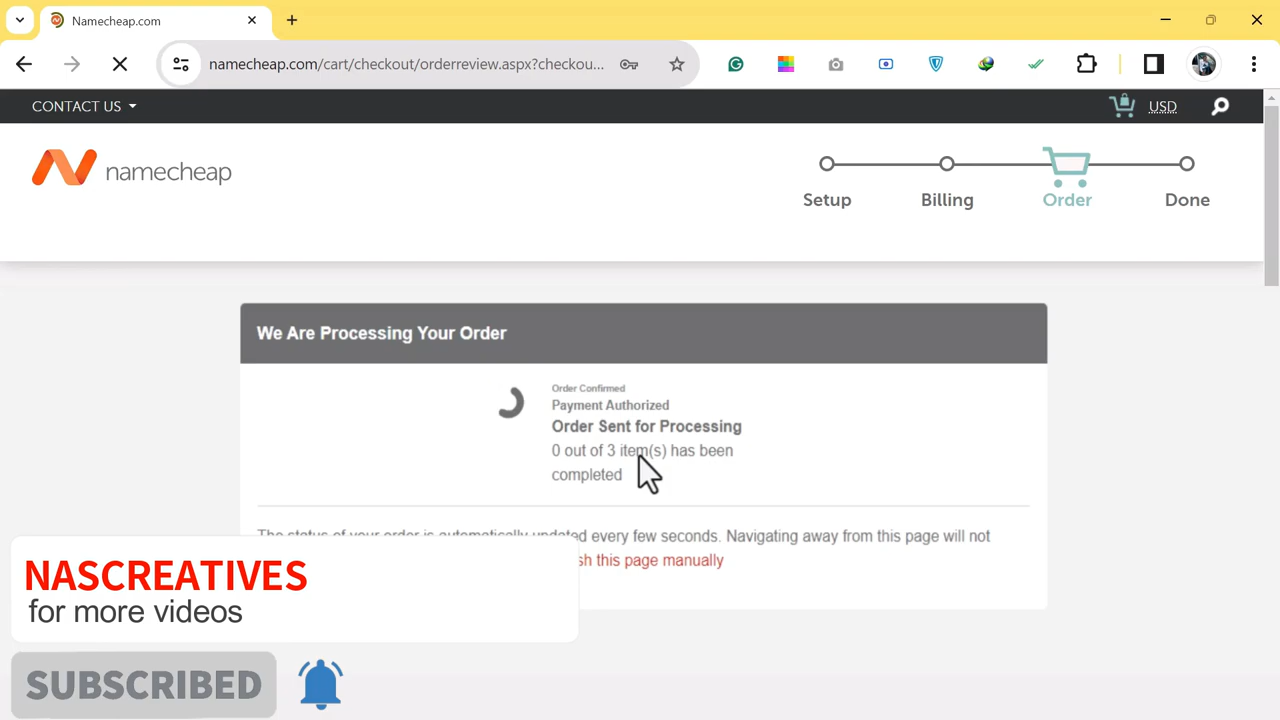 Namecheap.com
namecheap.com/cart/checkout/orderreview.aspx?checkou...
CONTACT US
USD
namecheap
Setup
Billing
Order
Done
We Are Processing Your Order
Order Confirmed
Payment Authorized
Order Sent for Processing
0 out of 3 item(s) has been
completed
The status of your order is automatically updated every few seconds. Navigating away from this page will not
this page manually
NASCREATIVES
for more videos
SUBSCRIBED